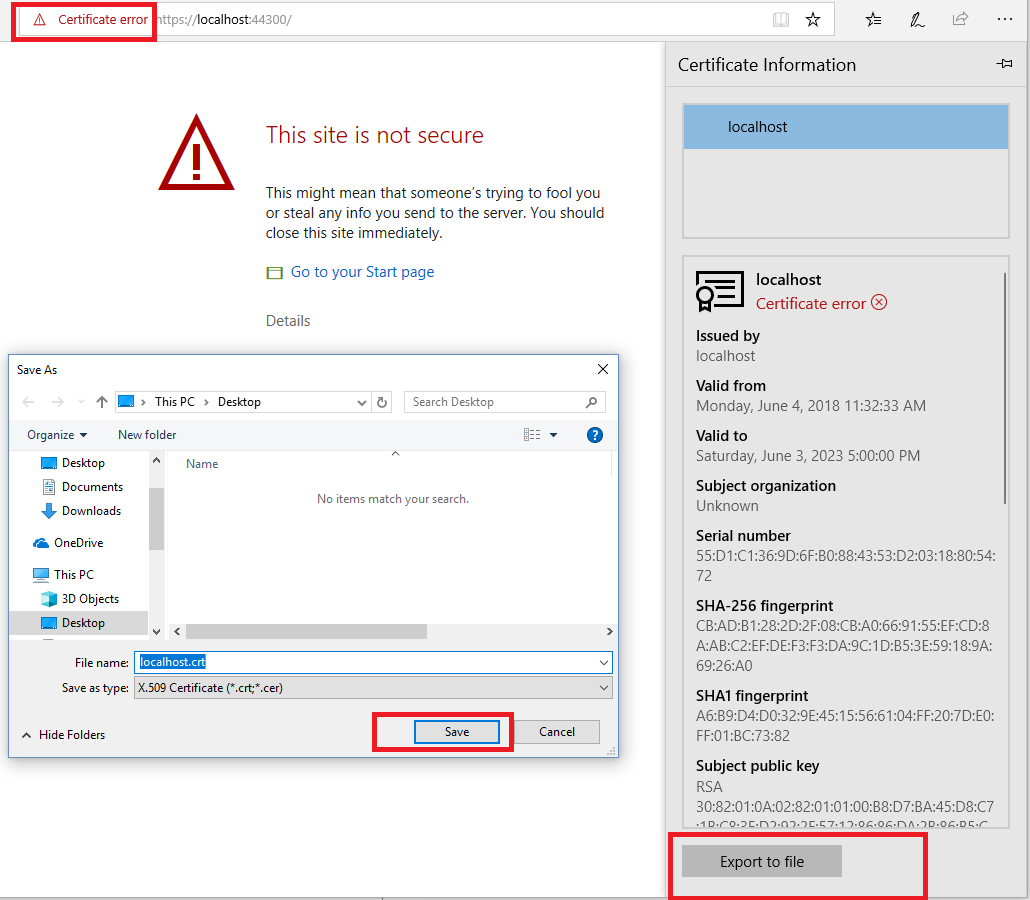 Certificate error https://localhost:44300/
This site is not secure
This might mean that someone's trying to fool you
or steal any info you send to the server. You should
close this site immediately.
Go to your Start page
Details
Save As
This PC > Desktop
Search Desktop
Organize
New folder
?
Desktop
Documents
Downloads
OneDrive
This PC
3D Objects
Desktop
Name
No items match your search.
File name: localhost.crt
Save as type: X.509 Certificate (*.crt;*.cer)
Hide Folders
Save
Cancel
Certificate Information
localhost
localhost
Certificate error
Issued by
localhost
Valid from
Monday, June 4, 2018 11:32:33 AM
Valid to
Saturday, June 3, 2023 5:00:00 PM
Subject organization
Unknown
Serial number
55:D1:C1:36:9D:6F:B0:88:43:53:D2:03:18:80:54:
72
SHA-256 fingerprint
CB:AD:B1:28:2D:2F:08:CB:A0:66:91:55:EF:CD:8
A:AB:C2:EF:DE:F3:F3:DA:9C:1D:B5:3E:59:18:9A:
69:26:A0
SHA1 fingerprint
A6:B9:D4:D0:32:9E:45:15:56:61:04:FF:20:7D:E0:
FF:01:BC:73:82
Subject public key
RSA
30:82:01:0A:02:82:01:01:00:B8:D7:BA:45:D8:C7
Export to file